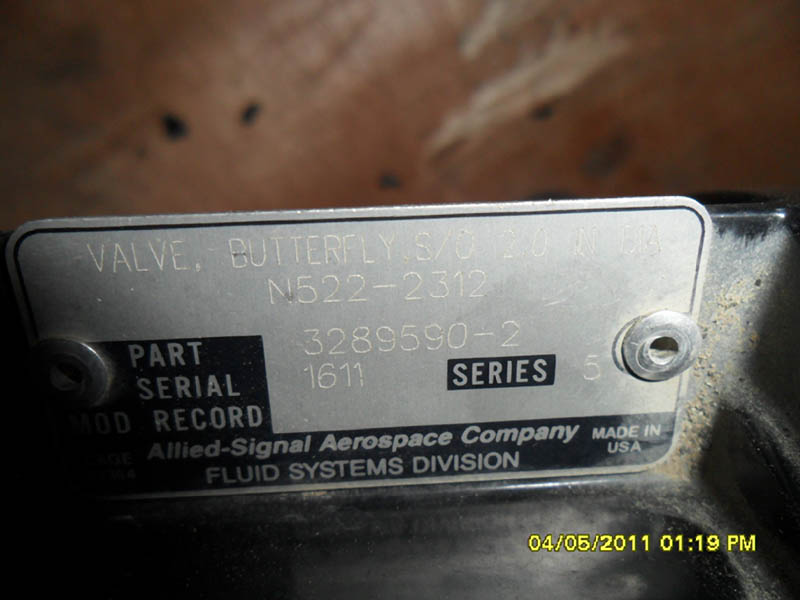 VALVE, BUTTERFLY, S/O 2.0 IN DIA
N522-2312
PART 3289590-2
SERIAL 1611 SERIES 5
MOD RECORD
Allied-Signal Aerospace Company MADE IN USA
FLUID SYSTEMS DIVISION
04/05/2011 01:19 PM